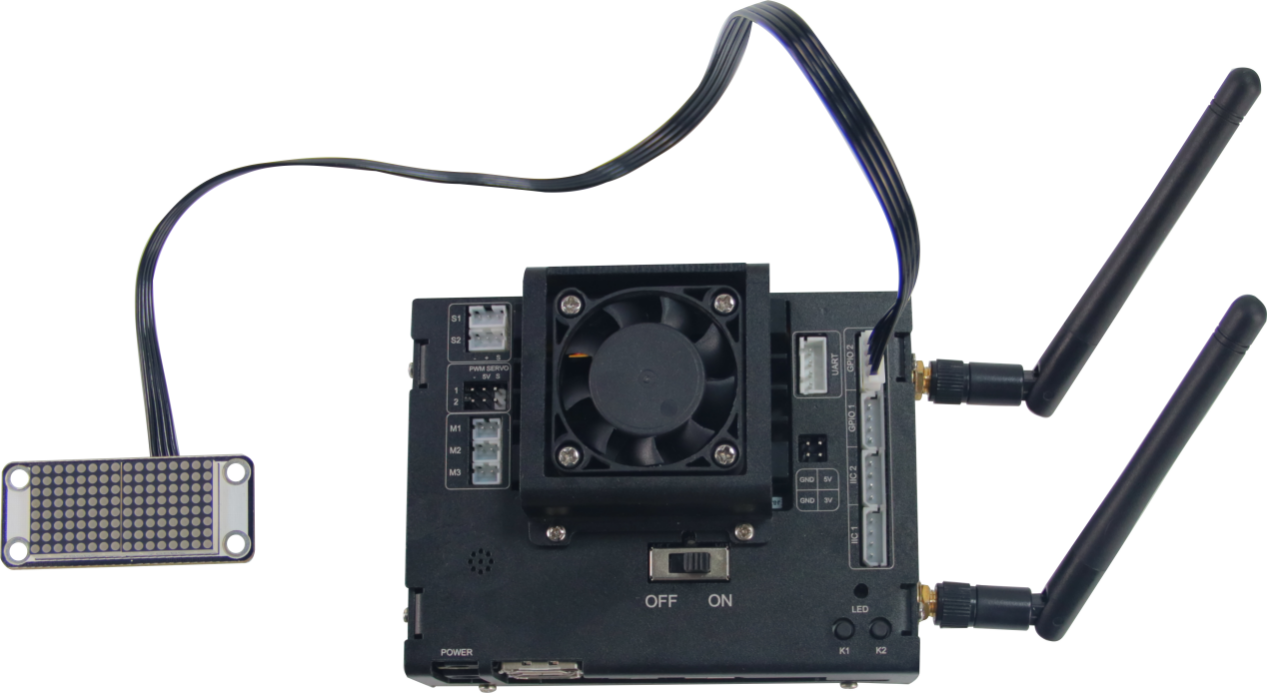 S1
S2
- + S
PWM SERVO
- 5V S
1
2
M1
M2
M3
UART
GPIO 2
GPIO 1
IIC 2
IIC 1
GND 5V
GND 3V
OFF ON
LED
K1 K2
POWER